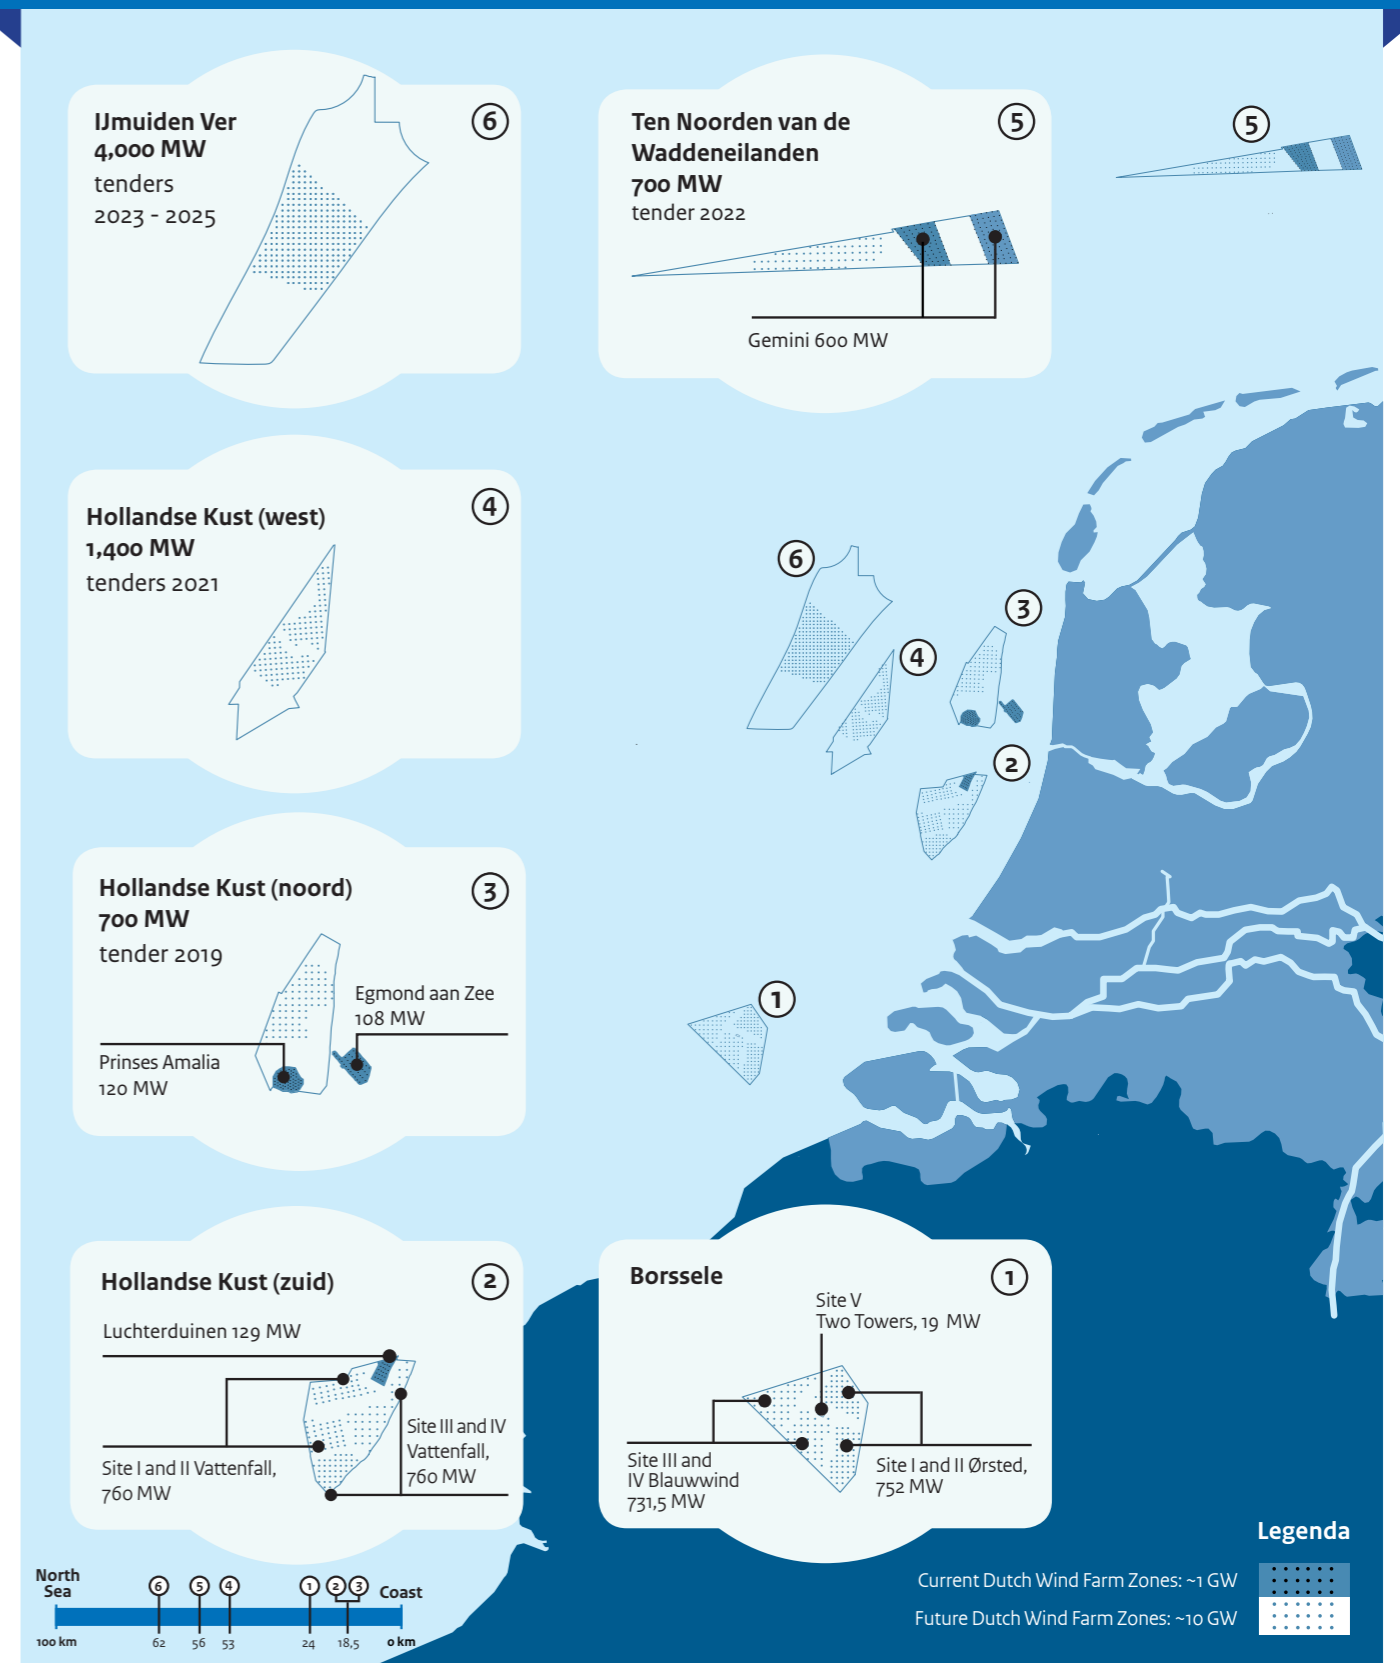 IJmuiden Ver
4,000 MW
tenders
2023 - 2025
6
Ten Noorden van de
Waddeneilanden
700 MW
tender 2022
5
Gemini 600 MW
5
Hollandse Kust (west)
1,400 MW
tenders 2021
4
6
3
4
2
1
Hollandse Kust (noord)
700 MW
tender 2019
3
Egmond aan Zee
108 MW
Prinses Amalia
120 MW
Hollandse Kust (zuid)
2
Luchterduinen 129 MW
Site III and IV
Vattenfall,
760 MW
Site I and II Vattenfall,
760 MW
Borssele
1
Site V
Two Towers, 19 MW
Site III and
IV Blauwwind
731,5 MW
Site I and II Ørsted,
752 MW
North
Sea
6
5
4
1
2
3
Coast
100 km
62
56
53
24
18,5
0 km
Legenda
Current Dutch Wind Farm Zones: ~1 GW
Future Dutch Wind Farm Zones: ~10 GW